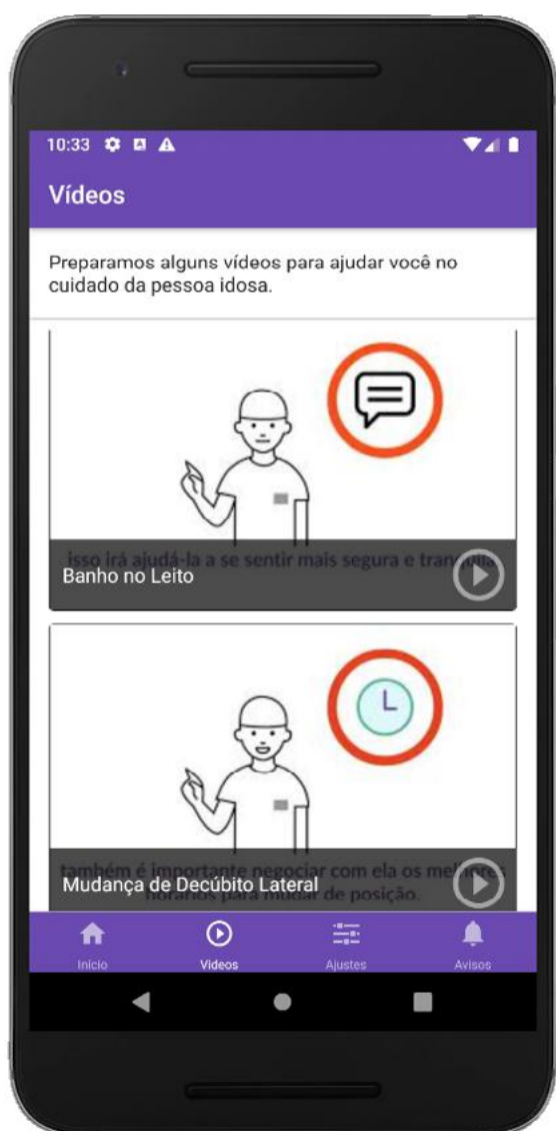 10:33
Vídeos
Preparamos alguns vídeos para ajudar você no
cuidado da pessoa idosa.
isso irá ajudá-la a se sentir mais segura e tranquila
Banho no Leito
também é importante negociar com ela os melhores
Mudança de Decúbito Lateral
horários para mudar de posição.
Início
Videos
Ajustes
Avisos